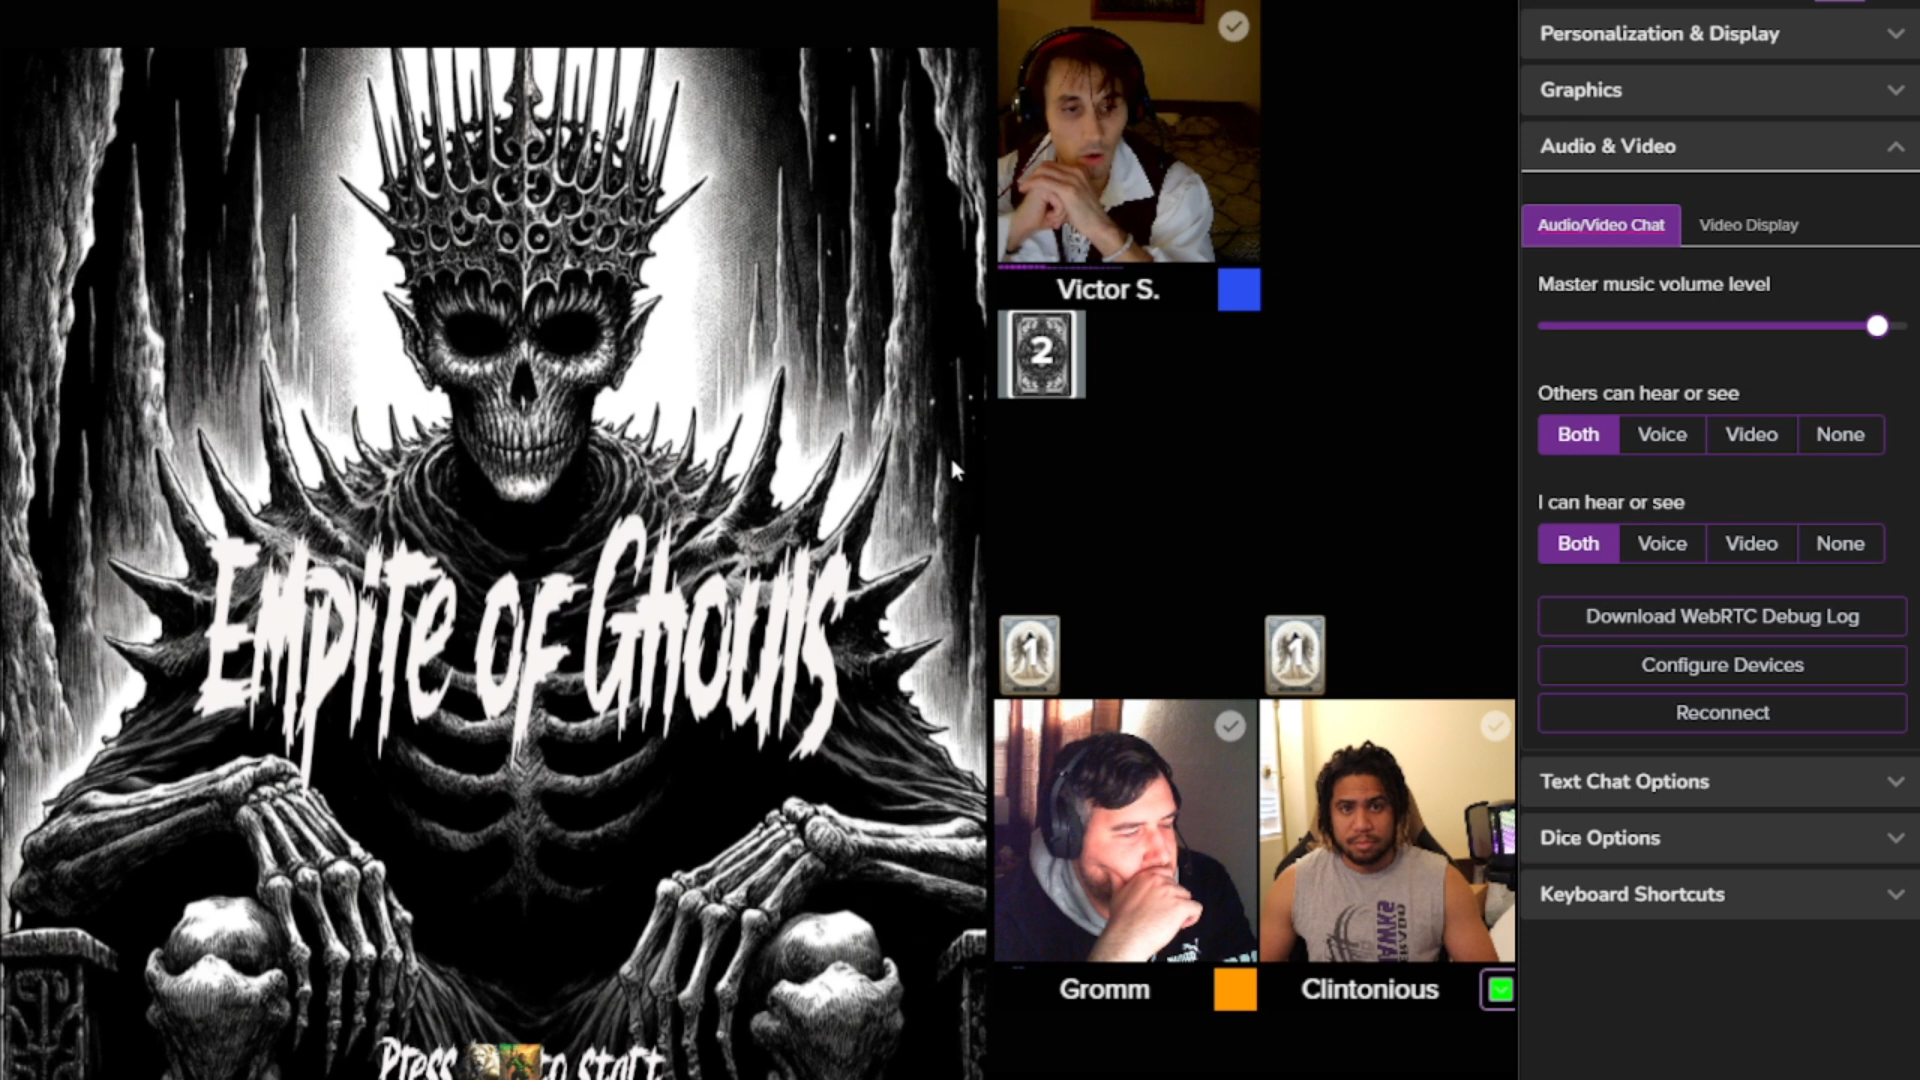 Empire of Ghouls
Press to start
Victor S.
2
1
1
Gromm
Clintonious
Personalization & Display
Graphics
Audio & Video
Audio/Video Chat
Video Display
Master music volume level
Others can hear or see
Both
Voice
Video
None
I can hear or see
Both
Voice
Video
None
Download WebRTC Debug Log
Configure Devices
Reconnect
Text Chat Options
Dice Options
Keyboard Shortcuts